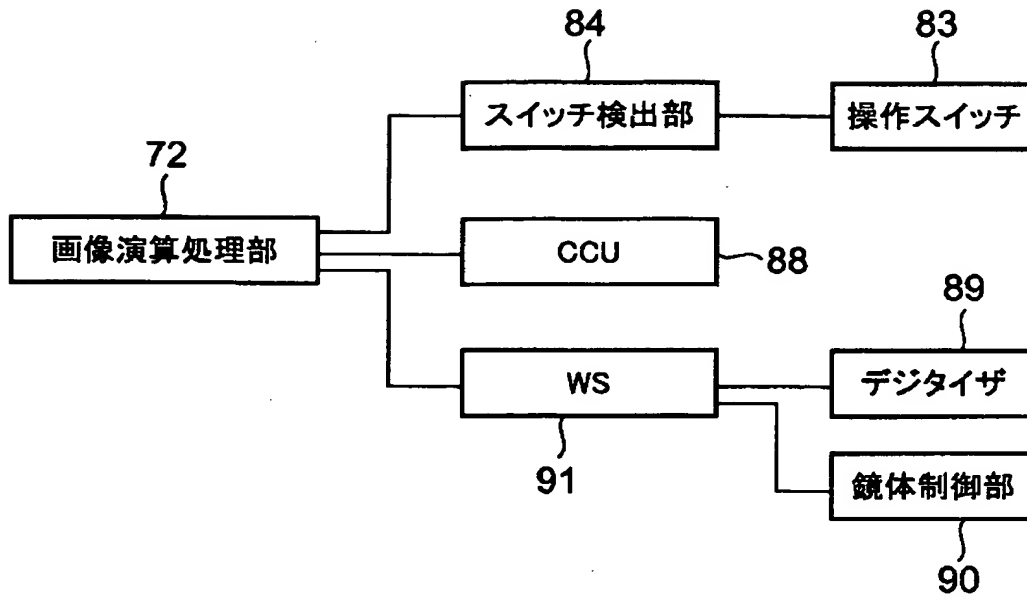 84
83
スイッチ検出部
操作スイッチ
72
画像演算処理部
CCU
88
89
WS
デジタイザ
91
鏡体制御部
90